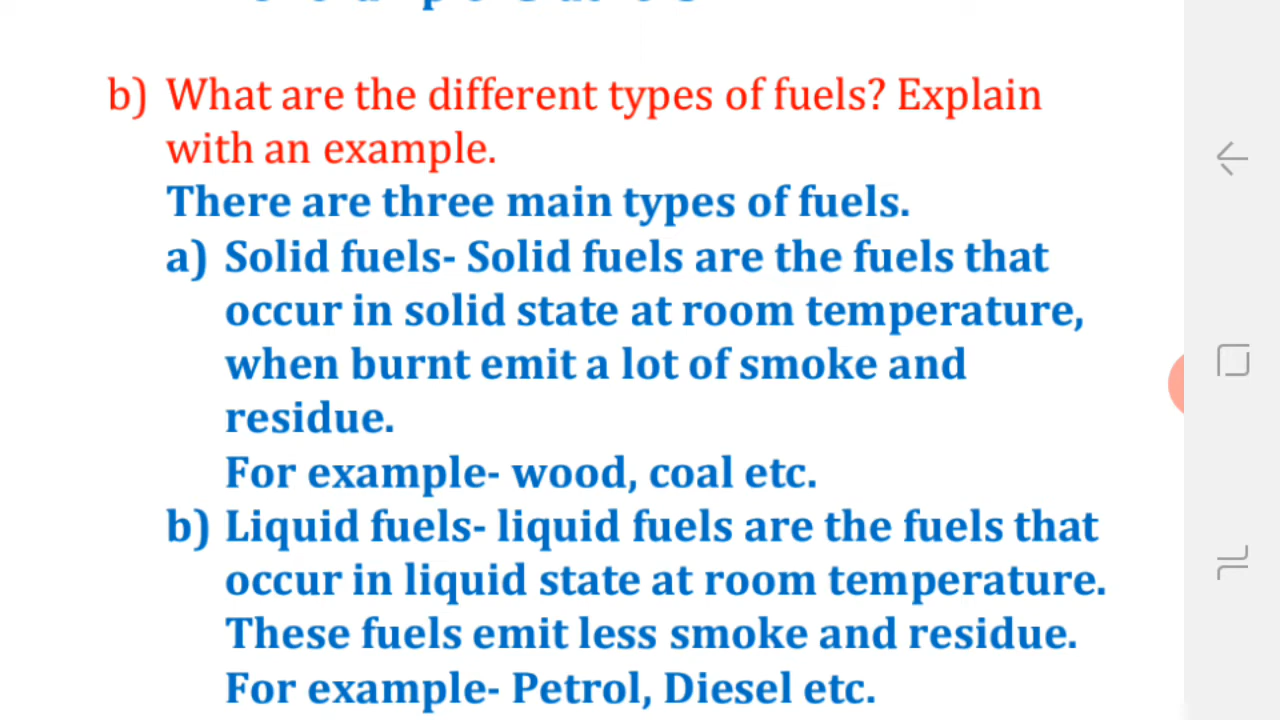 b) What are the different types of fuels? Explain
with an example.
There are three main types of fuels.
a) Solid fuels- Solid fuels are the fuels that
occur in solid state at room temperature,
when burnt emit a lot of smoke and
residue.
For example- wood, coal etc.
b) Liquid fuels- liquid fuels are the fuels that
occur in liquid state at room temperature.
These fuels emit less smoke and residue.
For example- Petrol, Diesel etc.